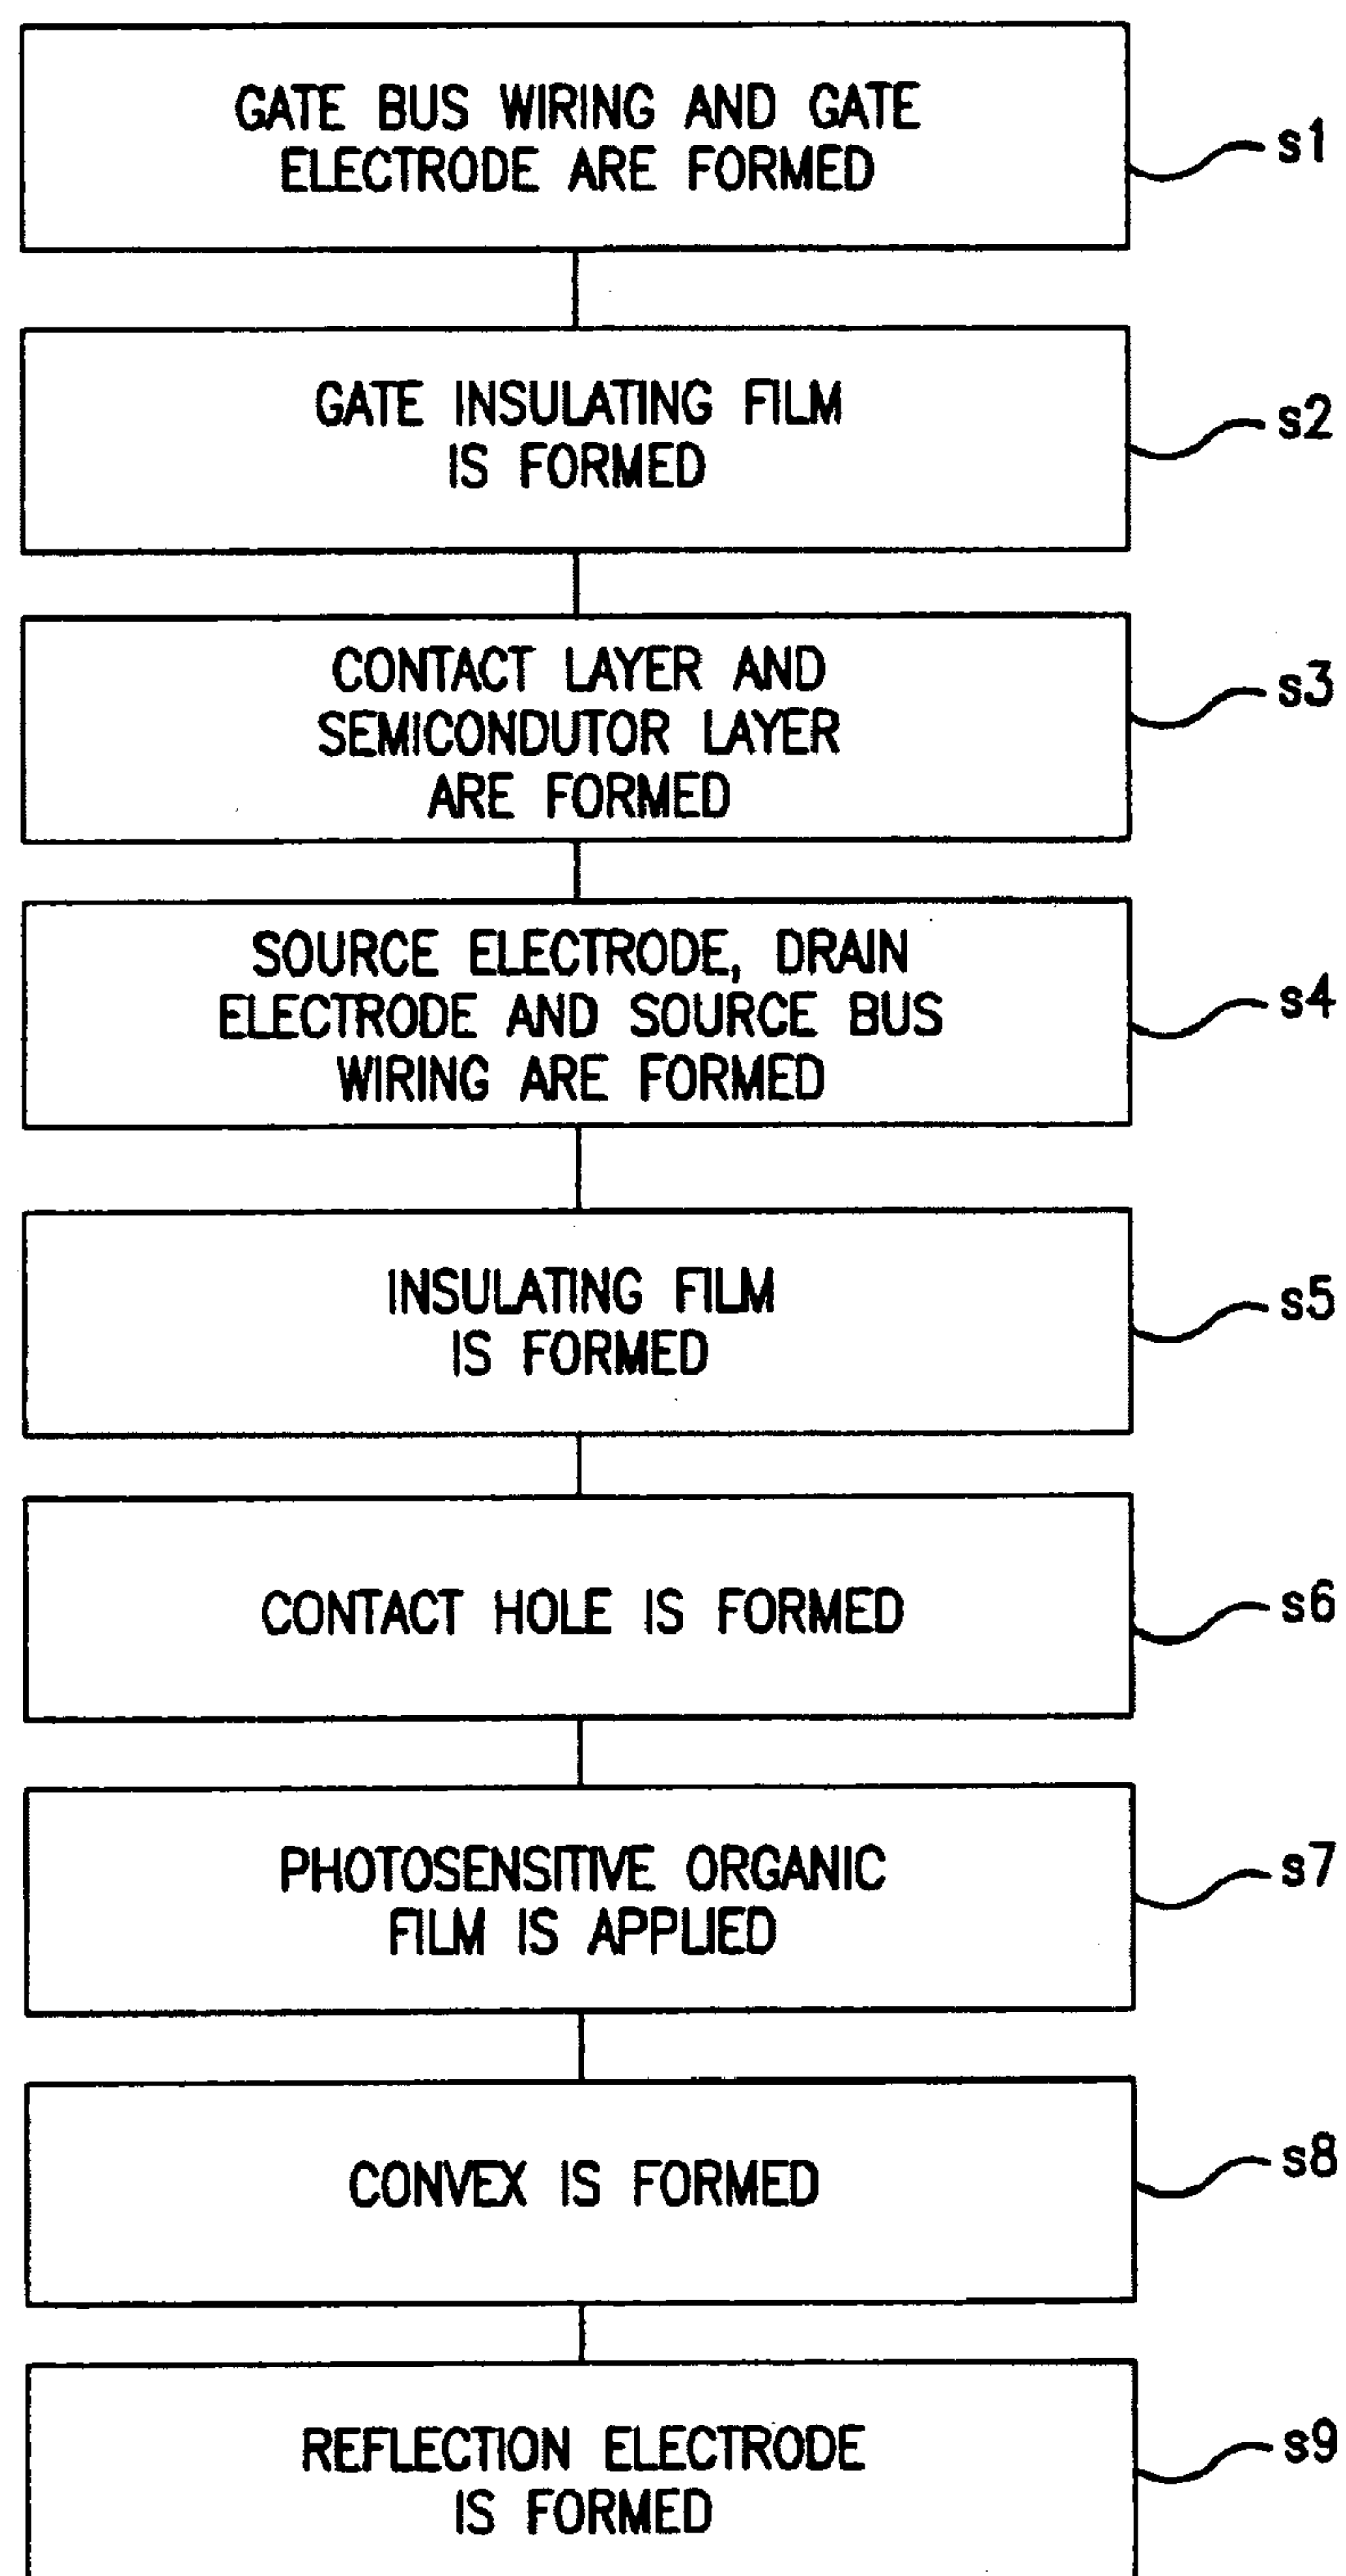 GATE BUS WIRING AND GATE
ELECTRODE ARE FORMED
s1
GATE INSULATING FILM
IS FORMED
s2
CONTACT LAYER AND
SEMICONDUTOR LAYER
ARE FORMED
s3
SOURCE ELECTRODE, DRAIN
ELECTRODE AND SOURCE BUS
WIRING ARE FORMED
s4
INSULATING FILM
IS FORMED
s5
CONTACT HOLE IS FORMED
s6
PHOTOSENSITIVE ORGANIC
FILM IS APPLIED
s7
CONVEX IS FORMED
s8
REFLECTION ELECTRODE
IS FORMED
s9